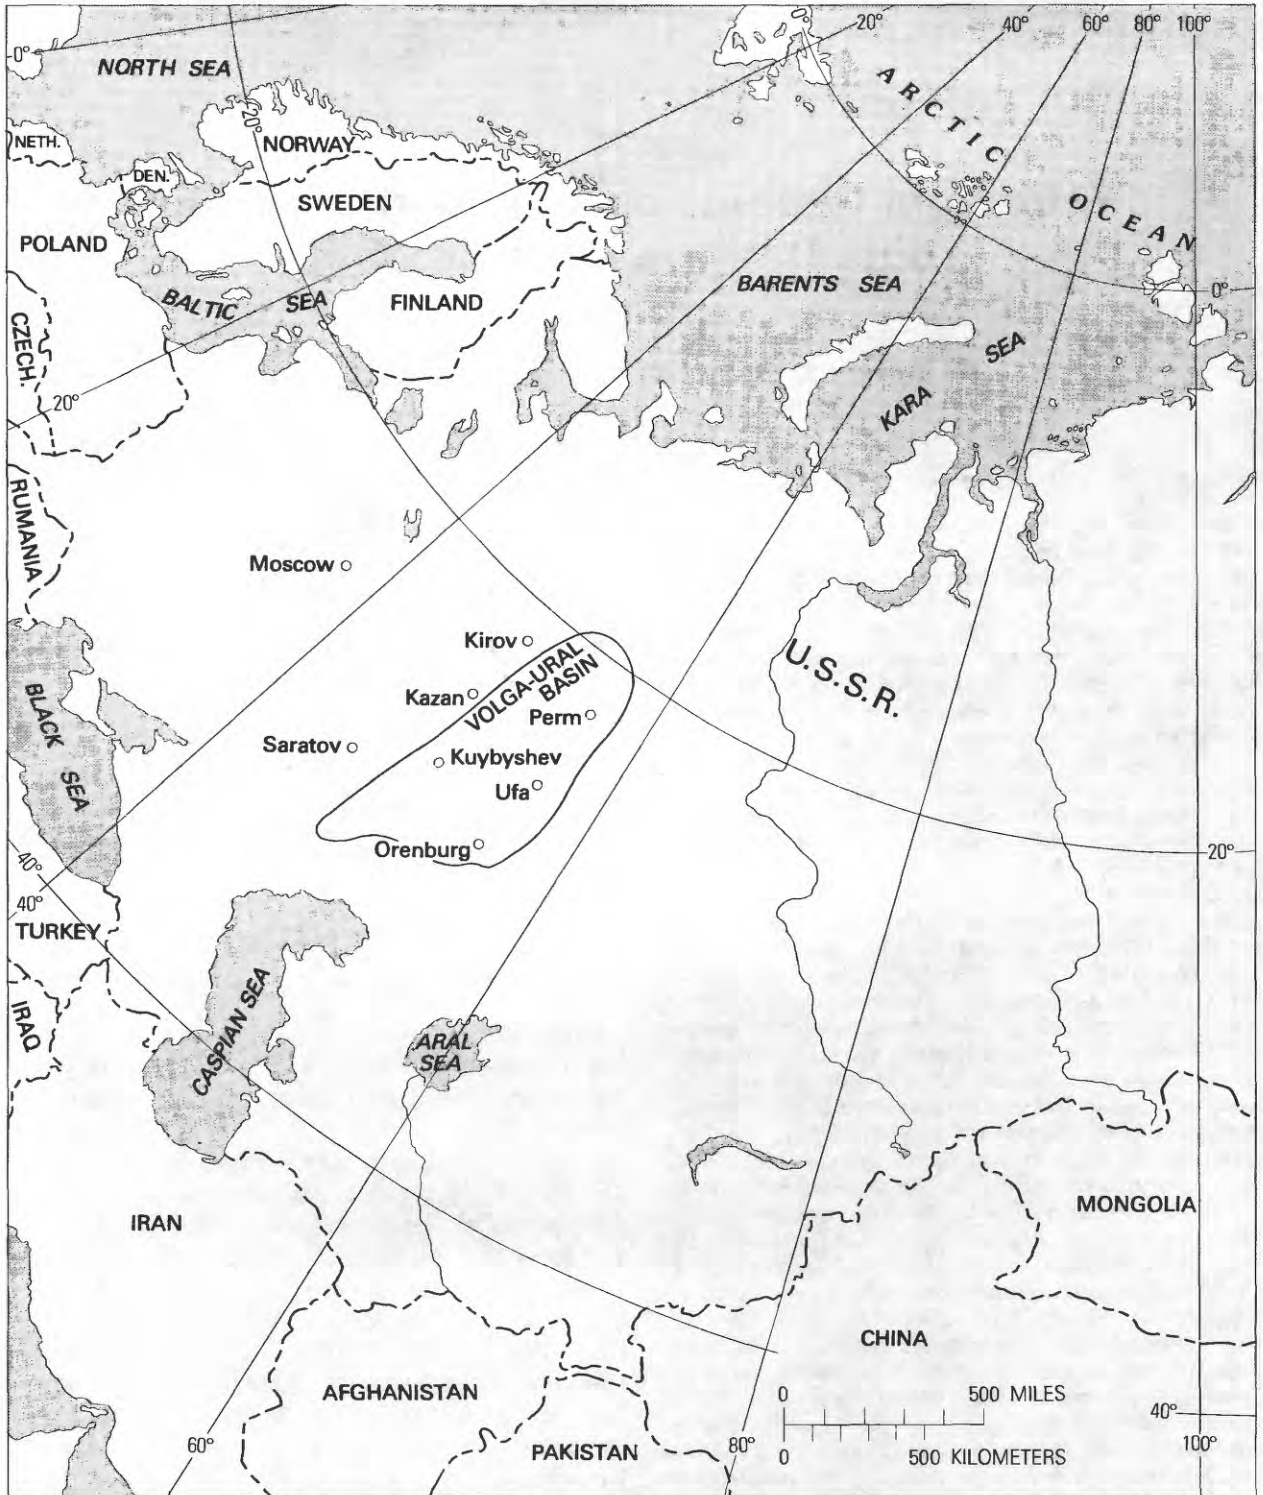 20°
40°
60°
80°
100°
0°
NORTH SEA
ARCTIC
OCEAN
20°
NORWAY
NETH.
DEN.
SWEDEN
POLAND
BARENTS SEA
0°
BALTIC SEA
FINLAND
CZECH.
KARA SEA
20°
RUMANIA
Moscow
Kirov
U.S.S.R.
VOLGA-URAL
BASIN
Kazan
Perm
BLACK
SEA
Saratov
Kuybyshev
Ufa
Orenburg
20°
40°
40°
TURKEY
IRAQ
CASPIAN SEA
ARAL
SEA
IRAN
MONGOLIA
CHINA
AFGHANISTAN
0 500 MILES
40°
60°
PAKISTAN
80°
0 500 KILOMETERS
100°